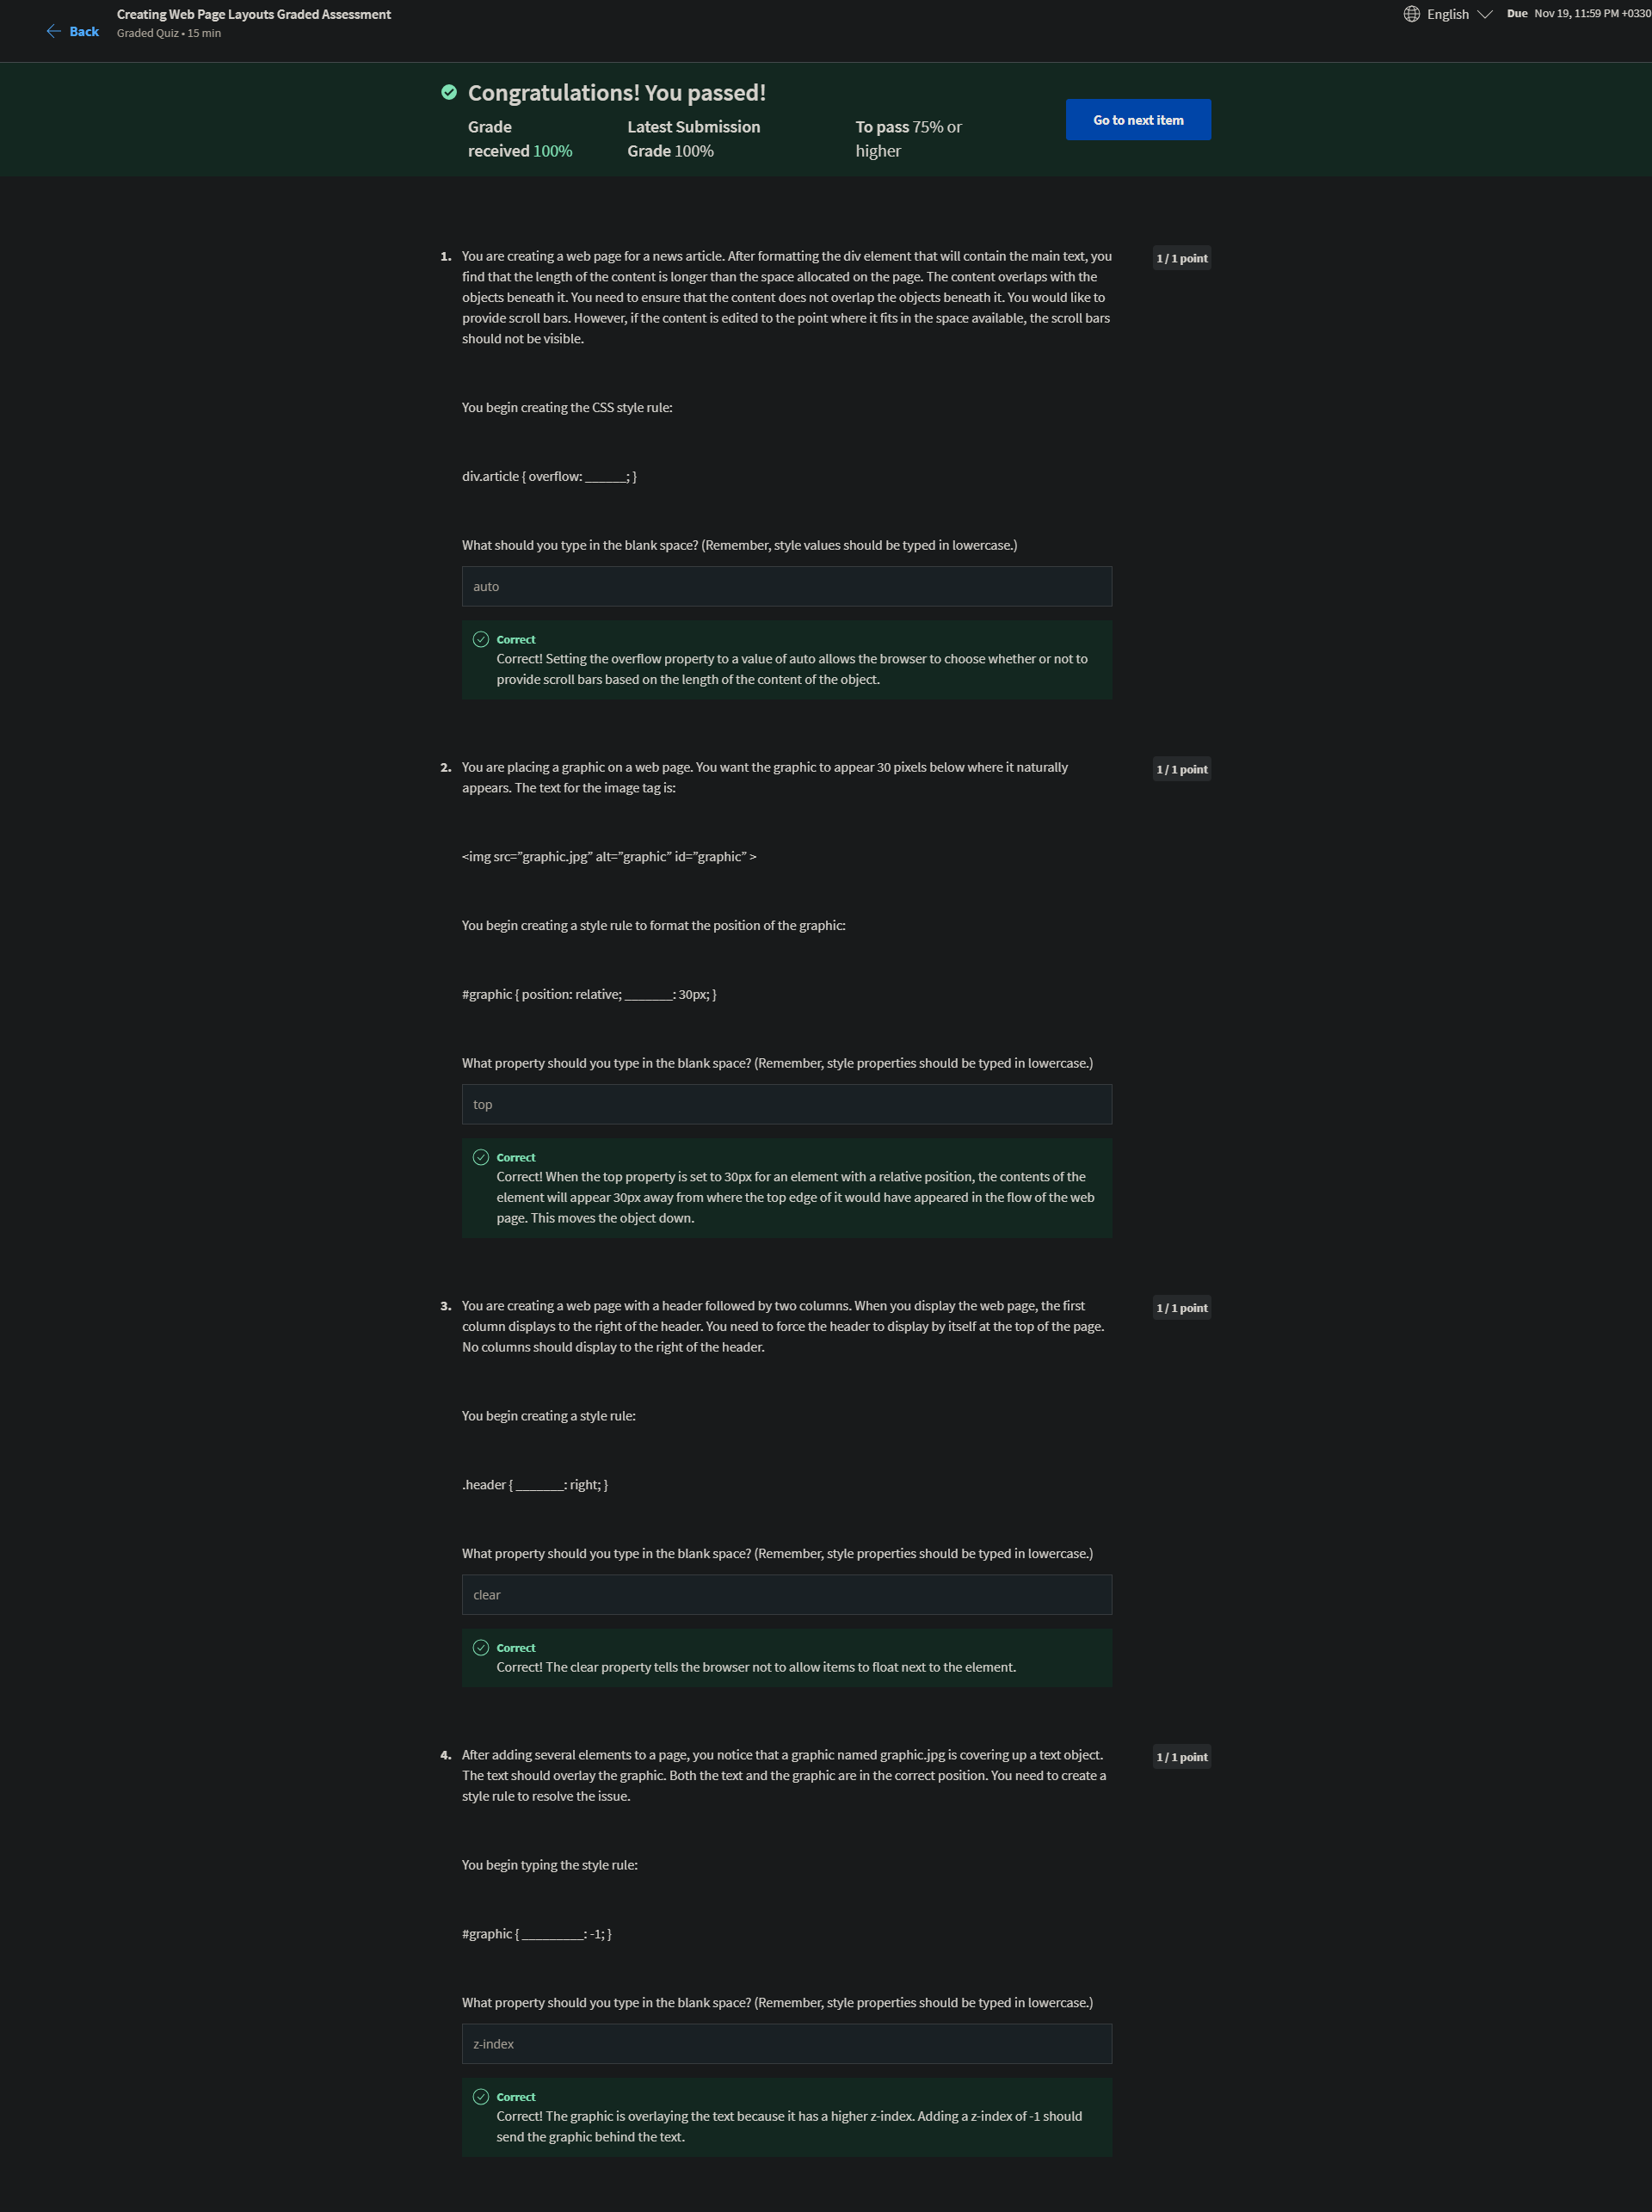 Back
Creating Web Page Layouts Graded Assessment
Graded Quiz • 15 min
English
Due Nov 19, 11:59 PM +0330
Congratulations! You passed!
Grade
received 100%
Latest Submission
Grade 100%
To pass 75% or
higher
Go to next item
1. You are creating a web page for a news article. After formatting the div element that will contain the main text, you
find that the length of the content is longer than the space allocated on the page. The content overlaps with the
objects beneath it. You need to ensure that the content does not overlap the objects beneath it. You would like to
provide scroll bars. However, if the content is edited to the point where it fits in the space available, the scroll bars
should not be visible.
1 / 1 point
You begin creating the CSS style rule:
div.article { overflow: ______; }
What should you type in the blank space? (Remember, style values should be typed in lowercase.)
auto
Correct
Correct! Setting the overflow property to a value of auto allows the browser to choose whether or not to
provide scroll bars based on the length of the content of the object.
2. You are placing a graphic on a web page. You want the graphic to appear 30 pixels below where it naturally
appears. The text for the image tag is:
1 / 1 point
<img src=”graphic.jpg” alt=”graphic” id=”graphic” >
You begin creating a style rule to format the position of the graphic:
#graphic { position: relative; _______: 30px; }
What property should you type in the blank space? (Remember, style properties should be typed in lowercase.)
top
Correct
Correct! When the top property is set to 30px for an element with a relative position, the contents of the
element will appear 30px away from where the top edge of it would have appeared in the flow of the web
page. This moves the object down.
3. You are creating a web page with a header followed by two columns. When you display the web page, the first
column displays to the right of the header. You need to force the header to display by itself at the top of the page.
No columns should display to the right of the header.
1 / 1 point
You begin creating a style rule:
.header { _______: right; }
What property should you type in the blank space? (Remember, style properties should be typed in lowercase.)
clear
Correct
Correct! The clear property tells the browser not to allow items to float next to the element.
4. After adding several elements to a page, you notice that a graphic named graphic.jpg is covering up a text object.
The text should overlay the graphic. Both the text and the graphic are in the correct position. You need to create a
style rule to resolve the issue.
1 / 1 point
You begin typing the style rule:
#graphic { _________: -1; }
What property should you type in the blank space? (Remember, style properties should be typed in lowercase.)
z-index
Correct
Correct! The graphic is overlaying the text because it has a higher z-index. Adding a z-index of -1 should
send the graphic behind the text.